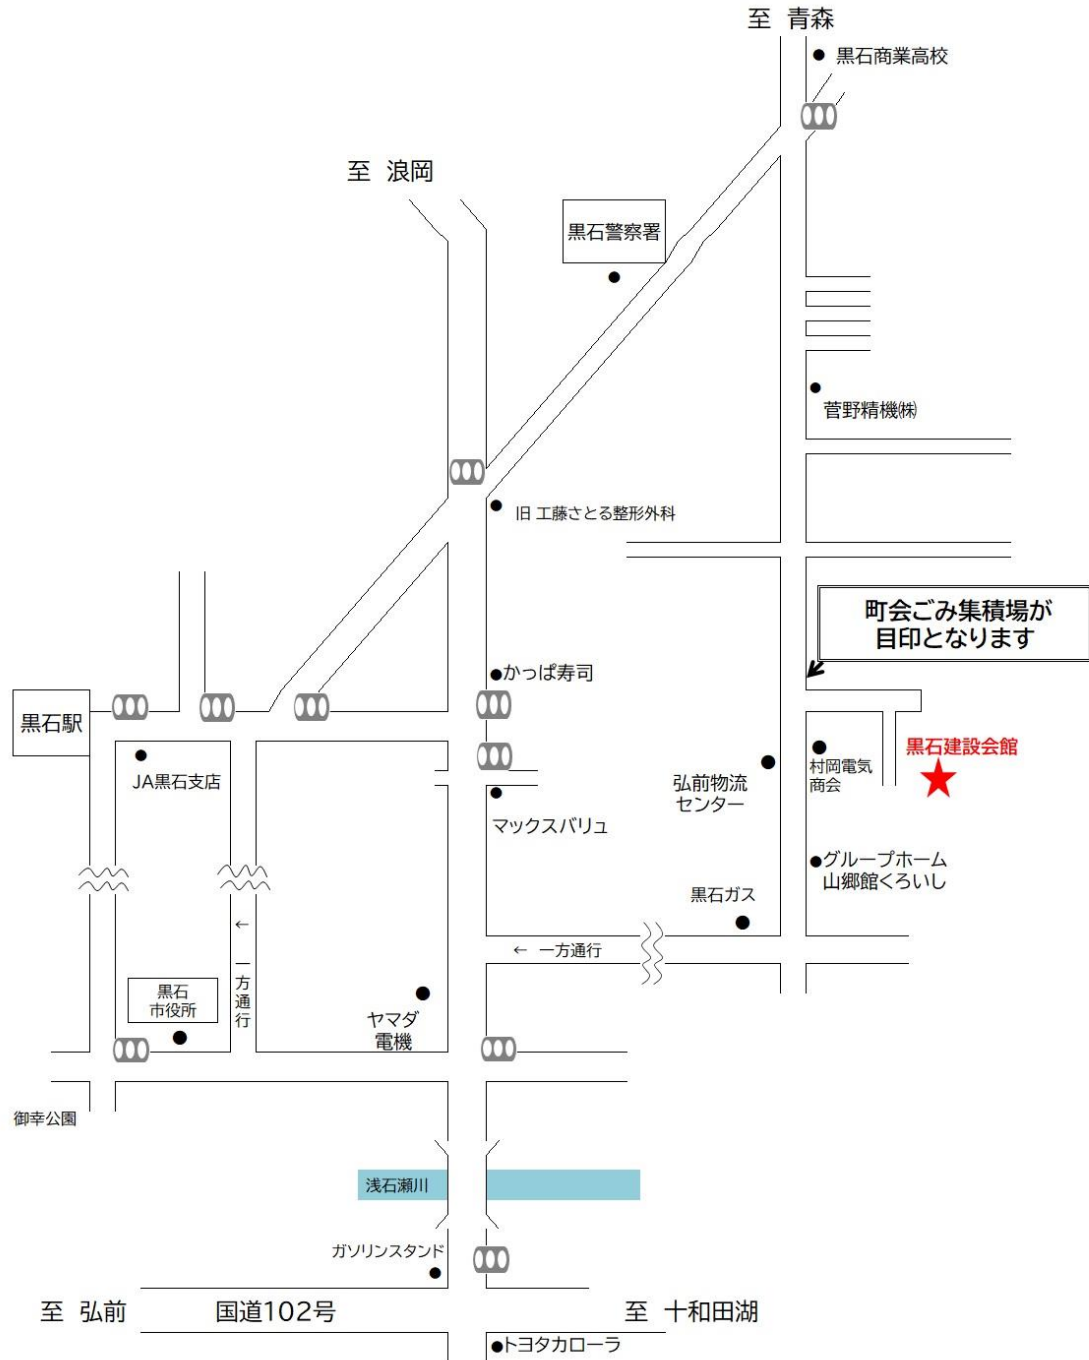 至 青森
黒石商業高校
至 浪岡
黒石警察署
菅野精機㈱
旧 工藤さとる整形外科
町会ごみ集積場が
目印となります
かっぱ寿司
黒石駅
JA黒石支店
黒石建設会館
村岡電気
商会
弘前物流
センター
マックスバリュ
グループホーム
山郷館くろいし
黒石ガス
← 一方通行
← 一方通行
黒石
市役所
ヤマダ
電機
御幸公園
浅石瀬川
ガソリンスタンド
至 弘前
国道102号
至 十和田湖
トヨタカローラ